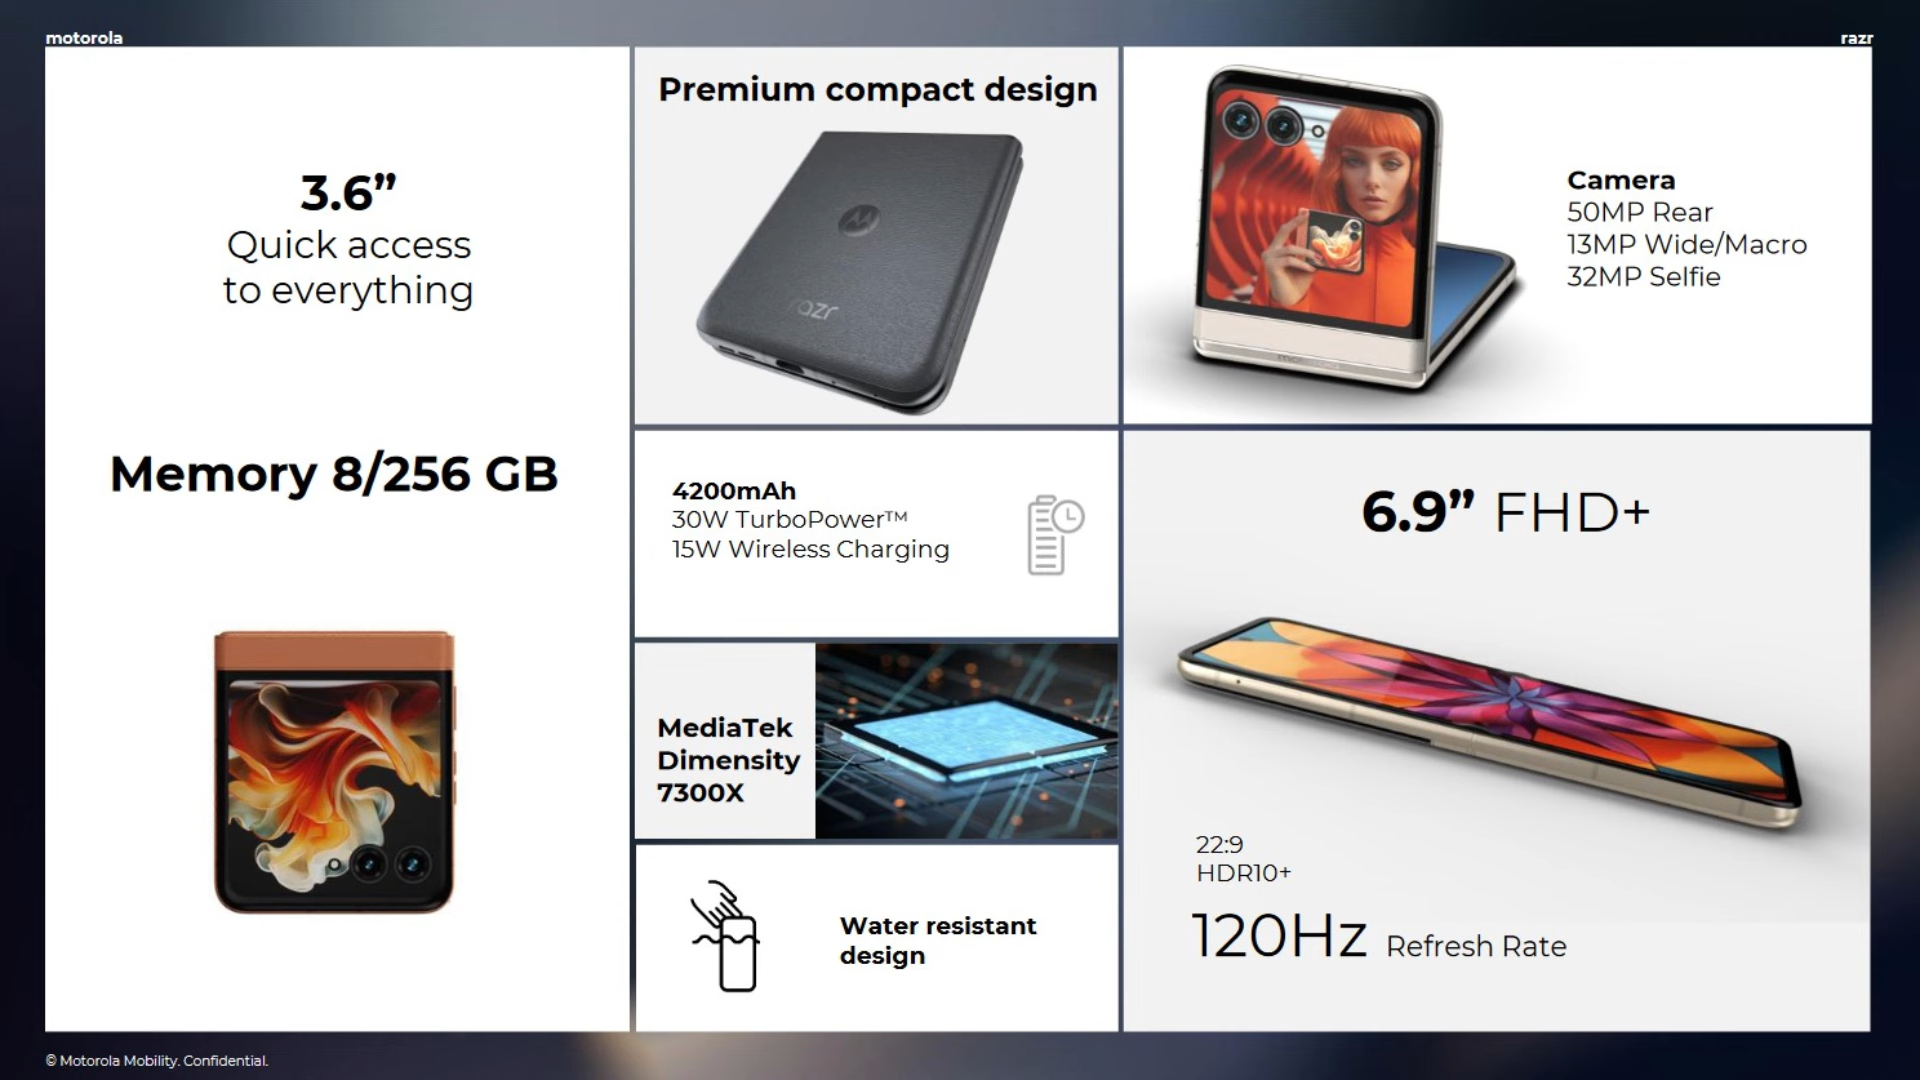 motorola
razr
3.6”
Quick access
to everything
Memory 8/256 GB
Premium compact design
razr
Camera
50MP Rear
13MP Wide/Macro
32MP Selfie
4200mAh
30W TurboPower™
15W Wireless Charging
MediaTek
Dimensity
7300X
Water resistant
design
6.9” FHD+
22:9
HDR10+
120Hz Refresh Rate
© Motorola Mobility. Confidential.